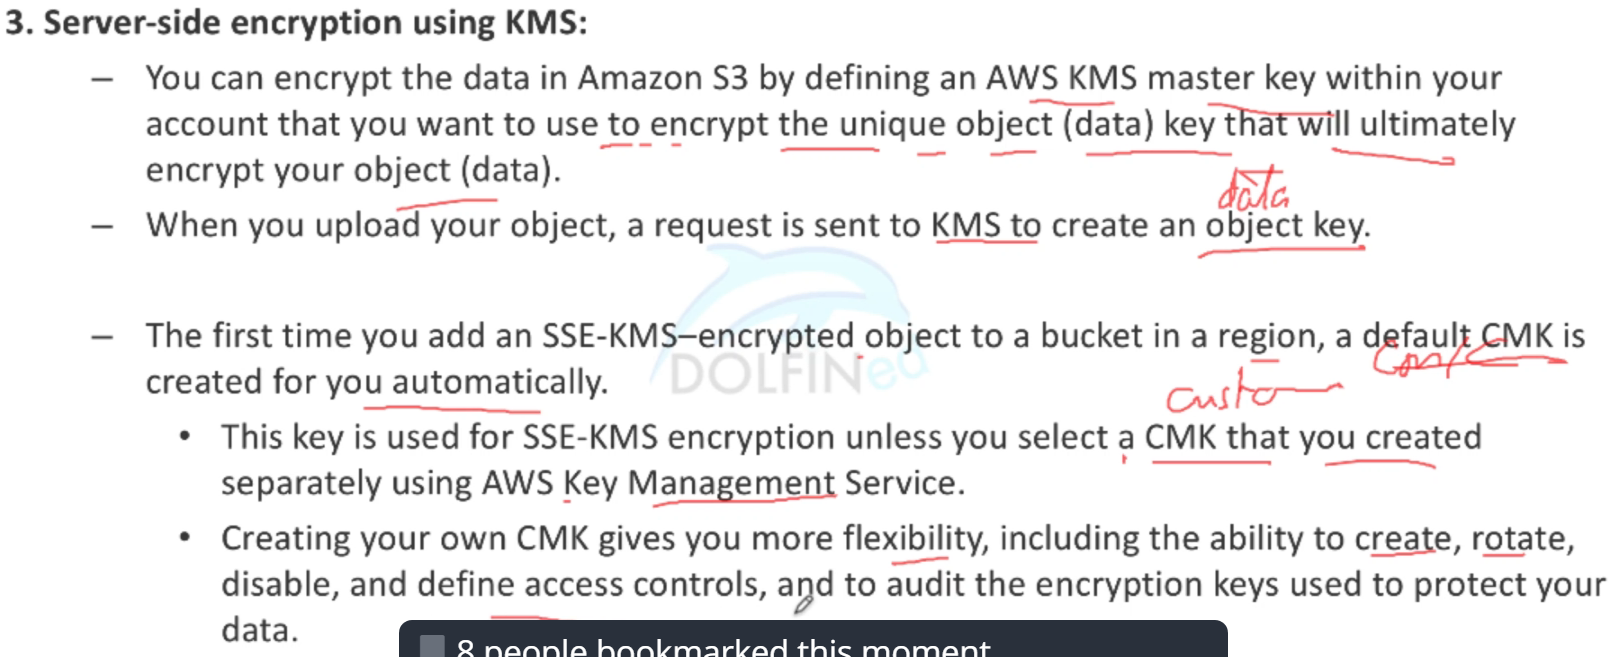 3. Server-side encryption using KMS:
– You can encrypt the data in Amazon S3 by defining an AWS KMS master key within your
account that you want to use to encrypt the unique object (data) key that will ultimately
encrypt your object (data).
data
– When you upload your object, a request is sent to KMS to create an object key.
– The first time you add an SSE-KMS–encrypted object to a bucket in a region, a default CMK is
created for you automatically.
DOLFINed
custo
• This key is used for SSE-KMS encryption unless you select a CMK that you created
separately using AWS Key Management Service.
• Creating your own CMK gives you more flexibility, including the ability to create, rotate,
disable, and define access controls, and to audit the encryption keys used to protect your
data.
8 people bookmarked this moment